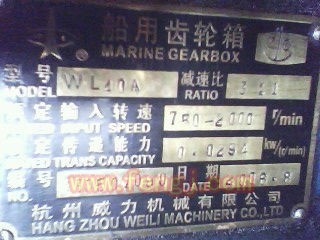 船用齿轮箱
MARINE GEARBOX
型号 WL40A 减速比
MODEL RATIO
定输入转速 750-2000 r/min
INPUT SPEED
定传递能力 0.0294 kw/(r/min)
TRANS CAPACITY
编号 日期 2008.8
NO. DATE
杭州威力机械有限公司
HANG ZHOU WEILI MACHINERY CO.,LTD